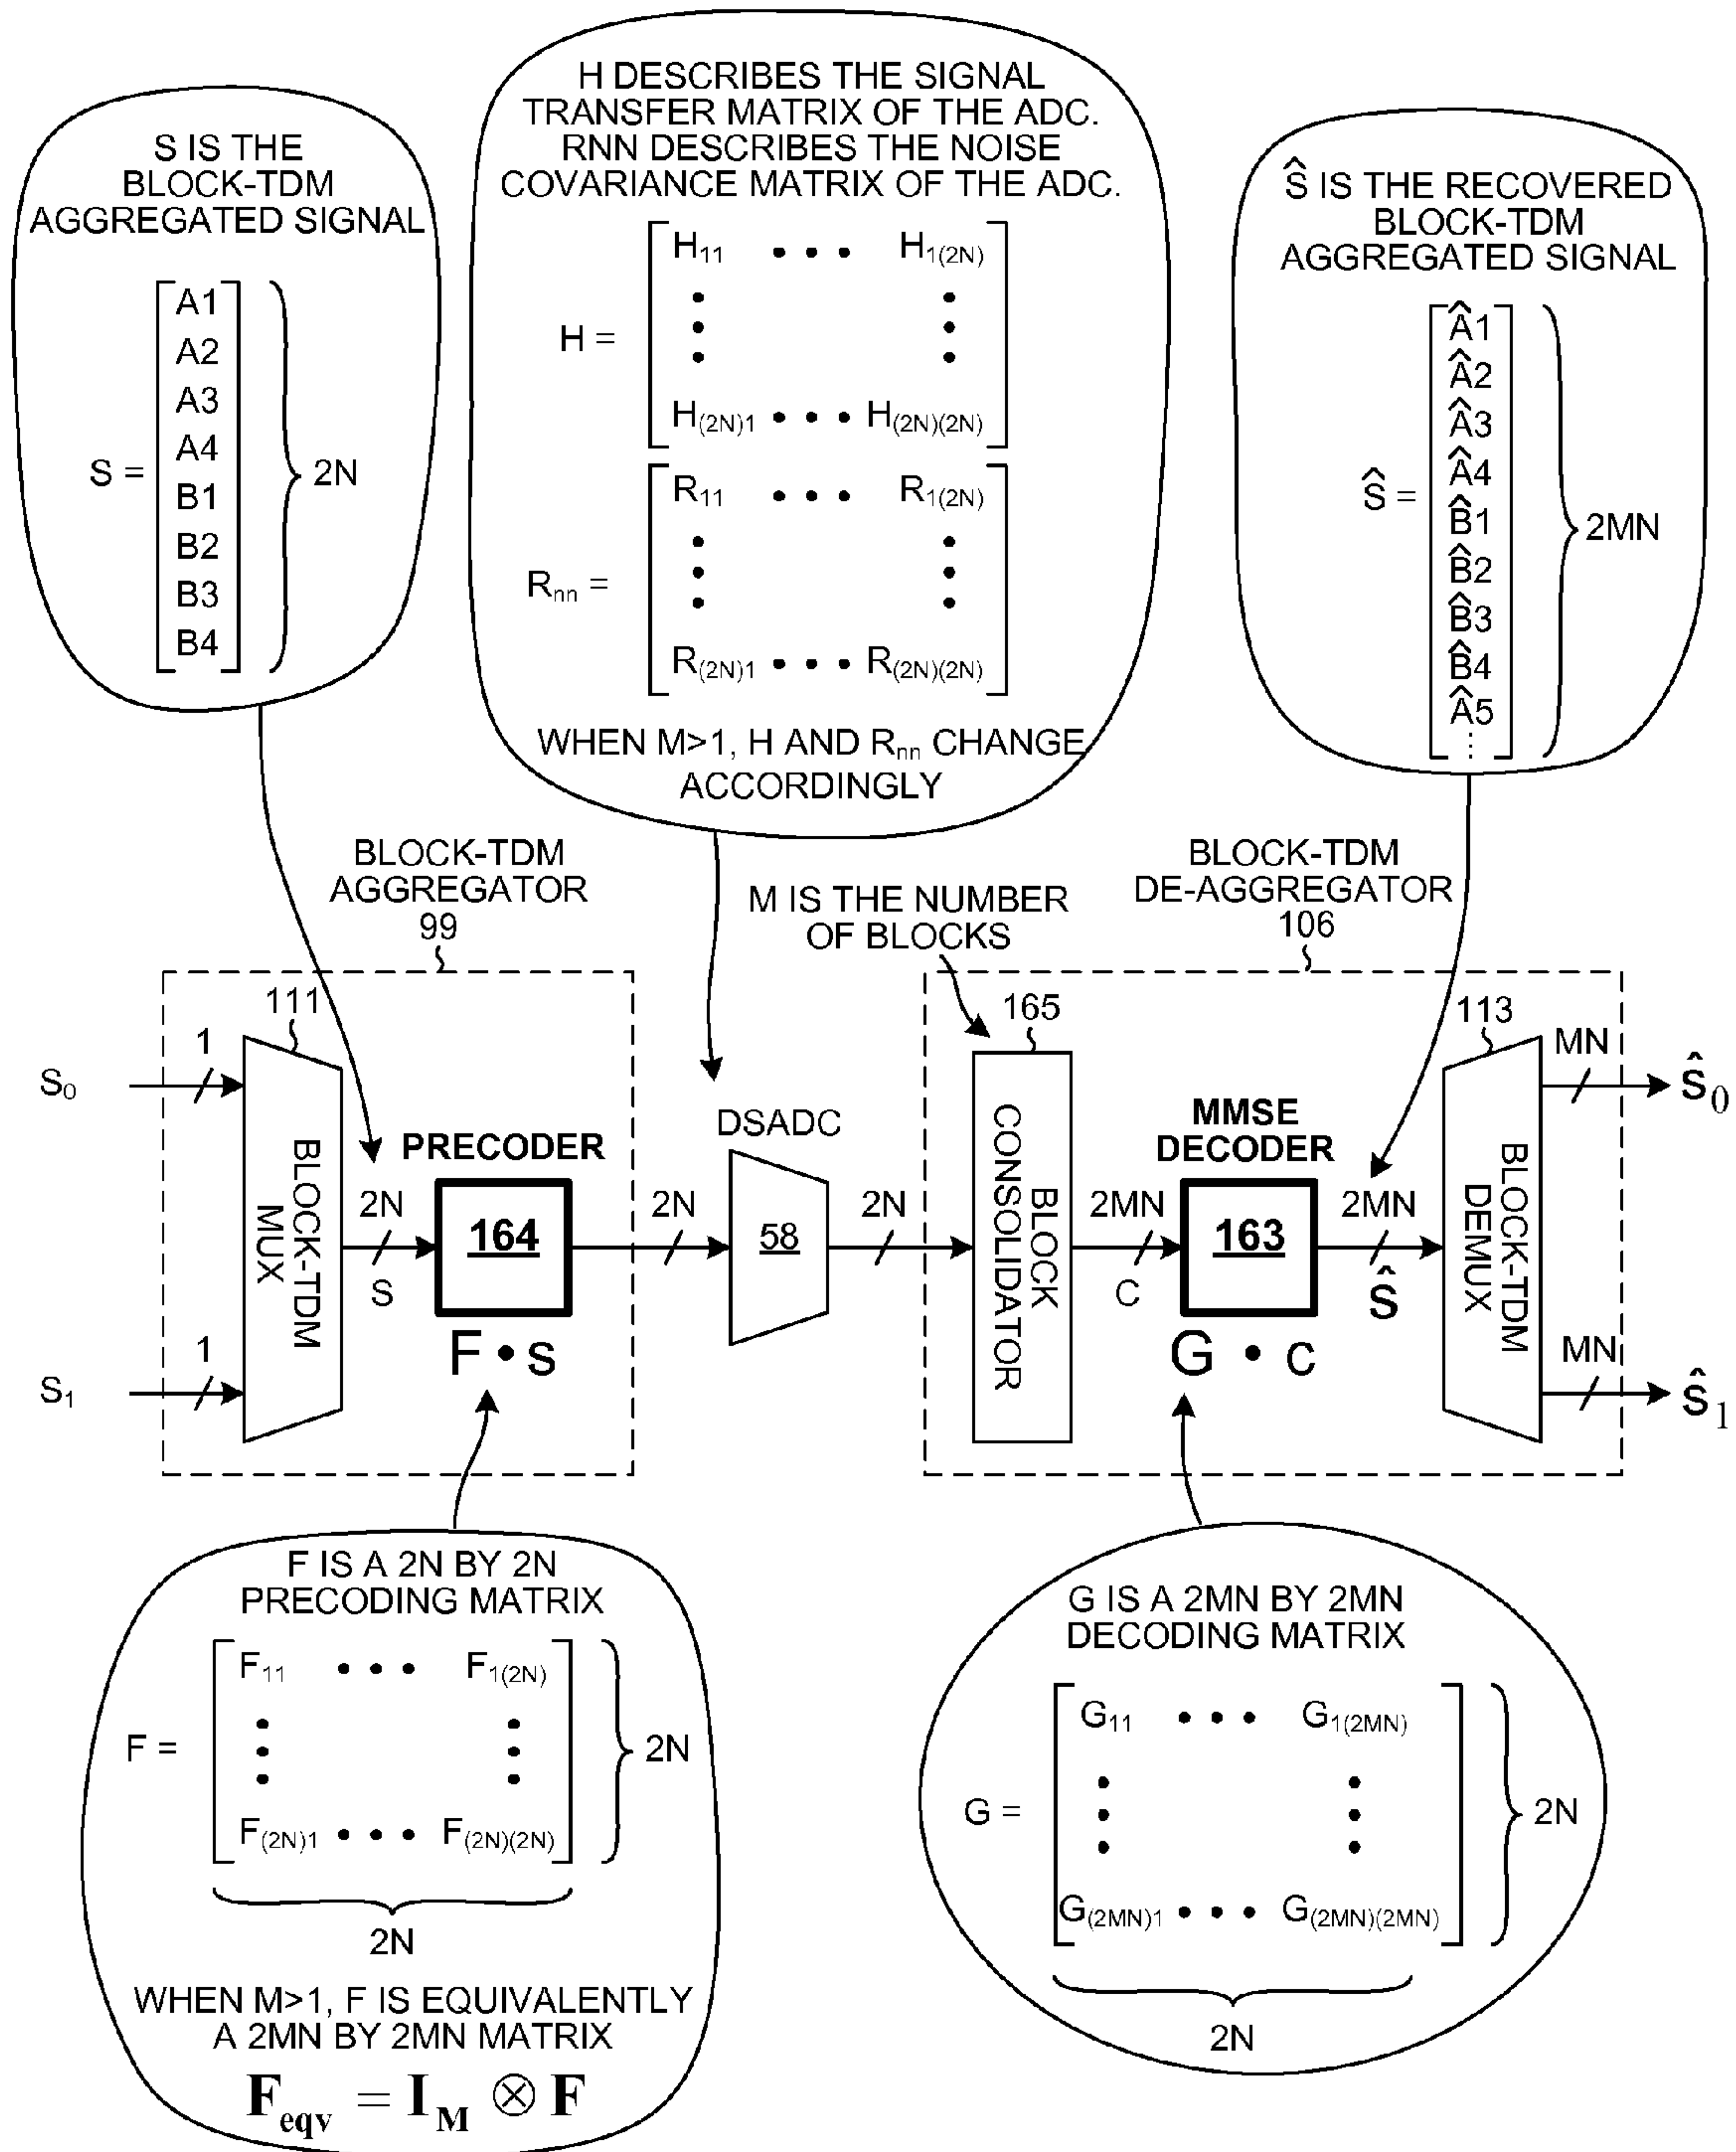 S IS THE
BLOCK-TDM
AGGREGATED SIGNAL
S =
A1
A2
A3
A4
B1
B2
B3
B4
2N
H DESCRIBES THE SIGNAL
TRANSFER MATRIX OF THE ADC.
RNN DESCRIBES THE NOISE
COVARIANCE MATRIX OF THE ADC.
H =
H11 • • • H1(2N)
H(2N)1 • • • H(2N)(2N)
Rnn =
R11 • • • R1(2N)
R(2N)1 • • • R(2N)(2N)
WHEN M>1, H AND Rnn CHANGE
ACCORDINGLY
Ŝ IS THE RECOVERED
BLOCK-TDM
AGGREGATED SIGNAL
Ŝ =
Â1
Â2
Â3
Â4
B̂1
B̂2
B̂3
B̂4
Â5
2MN
BLOCK-TDM
AGGREGATOR
99
M IS THE NUMBER
OF BLOCKS
BLOCK-TDM
DE-AGGREGATOR
106
S0
1
S1
1
111
BLOCK-TDM
MUX
2N
S
PRECODER
164
F • s
2N
DSADC
58
2N
165
BLOCK
CONSOLIDATOR
2MN
C
MMSE
DECODER
163
G • c
2MN
Ŝ
113
BLOCK-TDM
DEMUX
MN
ŝ0
MN
ŝ1
F IS A 2N BY 2N
PRECODING MATRIX
F =
F11 • • • F1(2N)
F(2N)1 • • • F(2N)(2N)
2N
2N
WHEN M>1, F IS EQUIVALENTLY
A 2MN BY 2MN MATRIX
Feqv = IM ⊗ F
G IS A 2MN BY 2MN
DECODING MATRIX
G =
G11 • • • G1(2MN)
G(2MN)1 • • • G(2MN)(2MN)
2N
2N